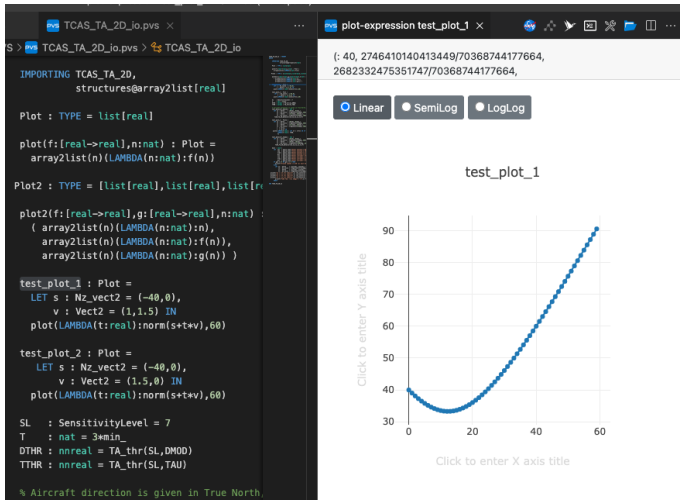 TCAS_TA_2D_io.pvs
plot-expression test_plot_1
PVS > TCAS_TA_2D_io.pvs > TCAS_TA_2D_io
IMPORTING TCAS_TA_2D,
structures@array2list[real]
Plot : TYPE = list[real]
plot(f:[real->real],n:nat) : Plot =
array2list(n)(LAMBDA(n:nat):f(n))
Plot2 : TYPE = [list[real],list[real],list[re
plot2(f:[real->real],g:[real->real],n:nat) :
( array2list(n)(LAMBDA(n:nat):n),
array2list(n)(LAMBDA(n:nat):f(n)),
array2list(n)(LAMBDA(n:nat):g(n)) )
test_plot_1 : Plot =
LET s : Nz_vect2 = (-40,0),
v : Vect2 = (1,1.5) IN
plot(LAMBDA(t:real):norm(s+t*v),60)
test_plot_2 : Plot =
LET s : Nz_vect2 = (-40,0),
v : Vect2 = (1.5,0) IN
plot(LAMBDA(t:real):norm(s+t*v),60)
SL : SensitivityLevel = 7
T : nat = 3*min_
DTHR : nnreal = TA_thr(SL,DMOD)
TTHR : nnreal = TA_thr(SL,TAU)
% Aircraft direction is given in True North,
(: 40, 2746410140413449/70368744177664,
2682332475351747/70368744177664,
Linear
SemiLog
LogLog
test_plot_1
Click to enter Y axis title
90
80
70
60
50
40
30
0 20 40 60
Click to enter X axis title